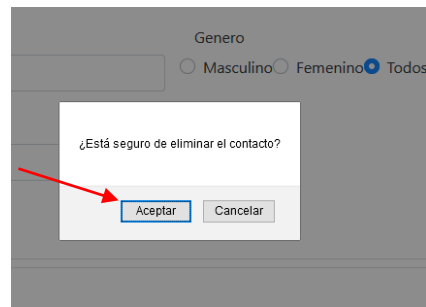 Genero
Masculino Femenino Todos
¿Está seguro de eliminar el contacto?
Aceptar Cancelar